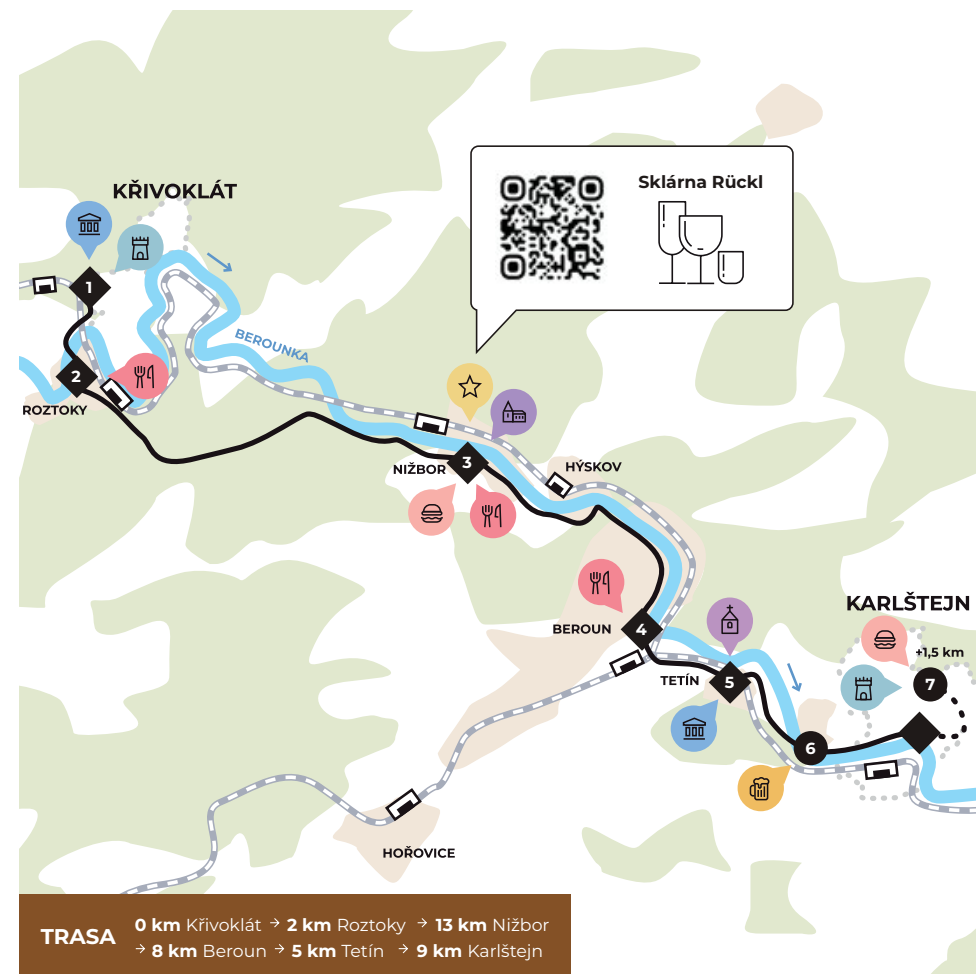 Sklárna Rückl
KŘIVOKLÁT
1
BEROUNKA
2
ROZTOKY
3
NIŽBOR
HÝSKOV
KARLŠTEJN
BEROUN
4
+1,5 km
TETÍN
5
7
6
HOŘOVICE
TRASA
0 km Křivoklát → 2 km Roztoky → 13 km Nižbor
→ 8 km Beroun → 5 km Tetín → 9 km Karlštejn